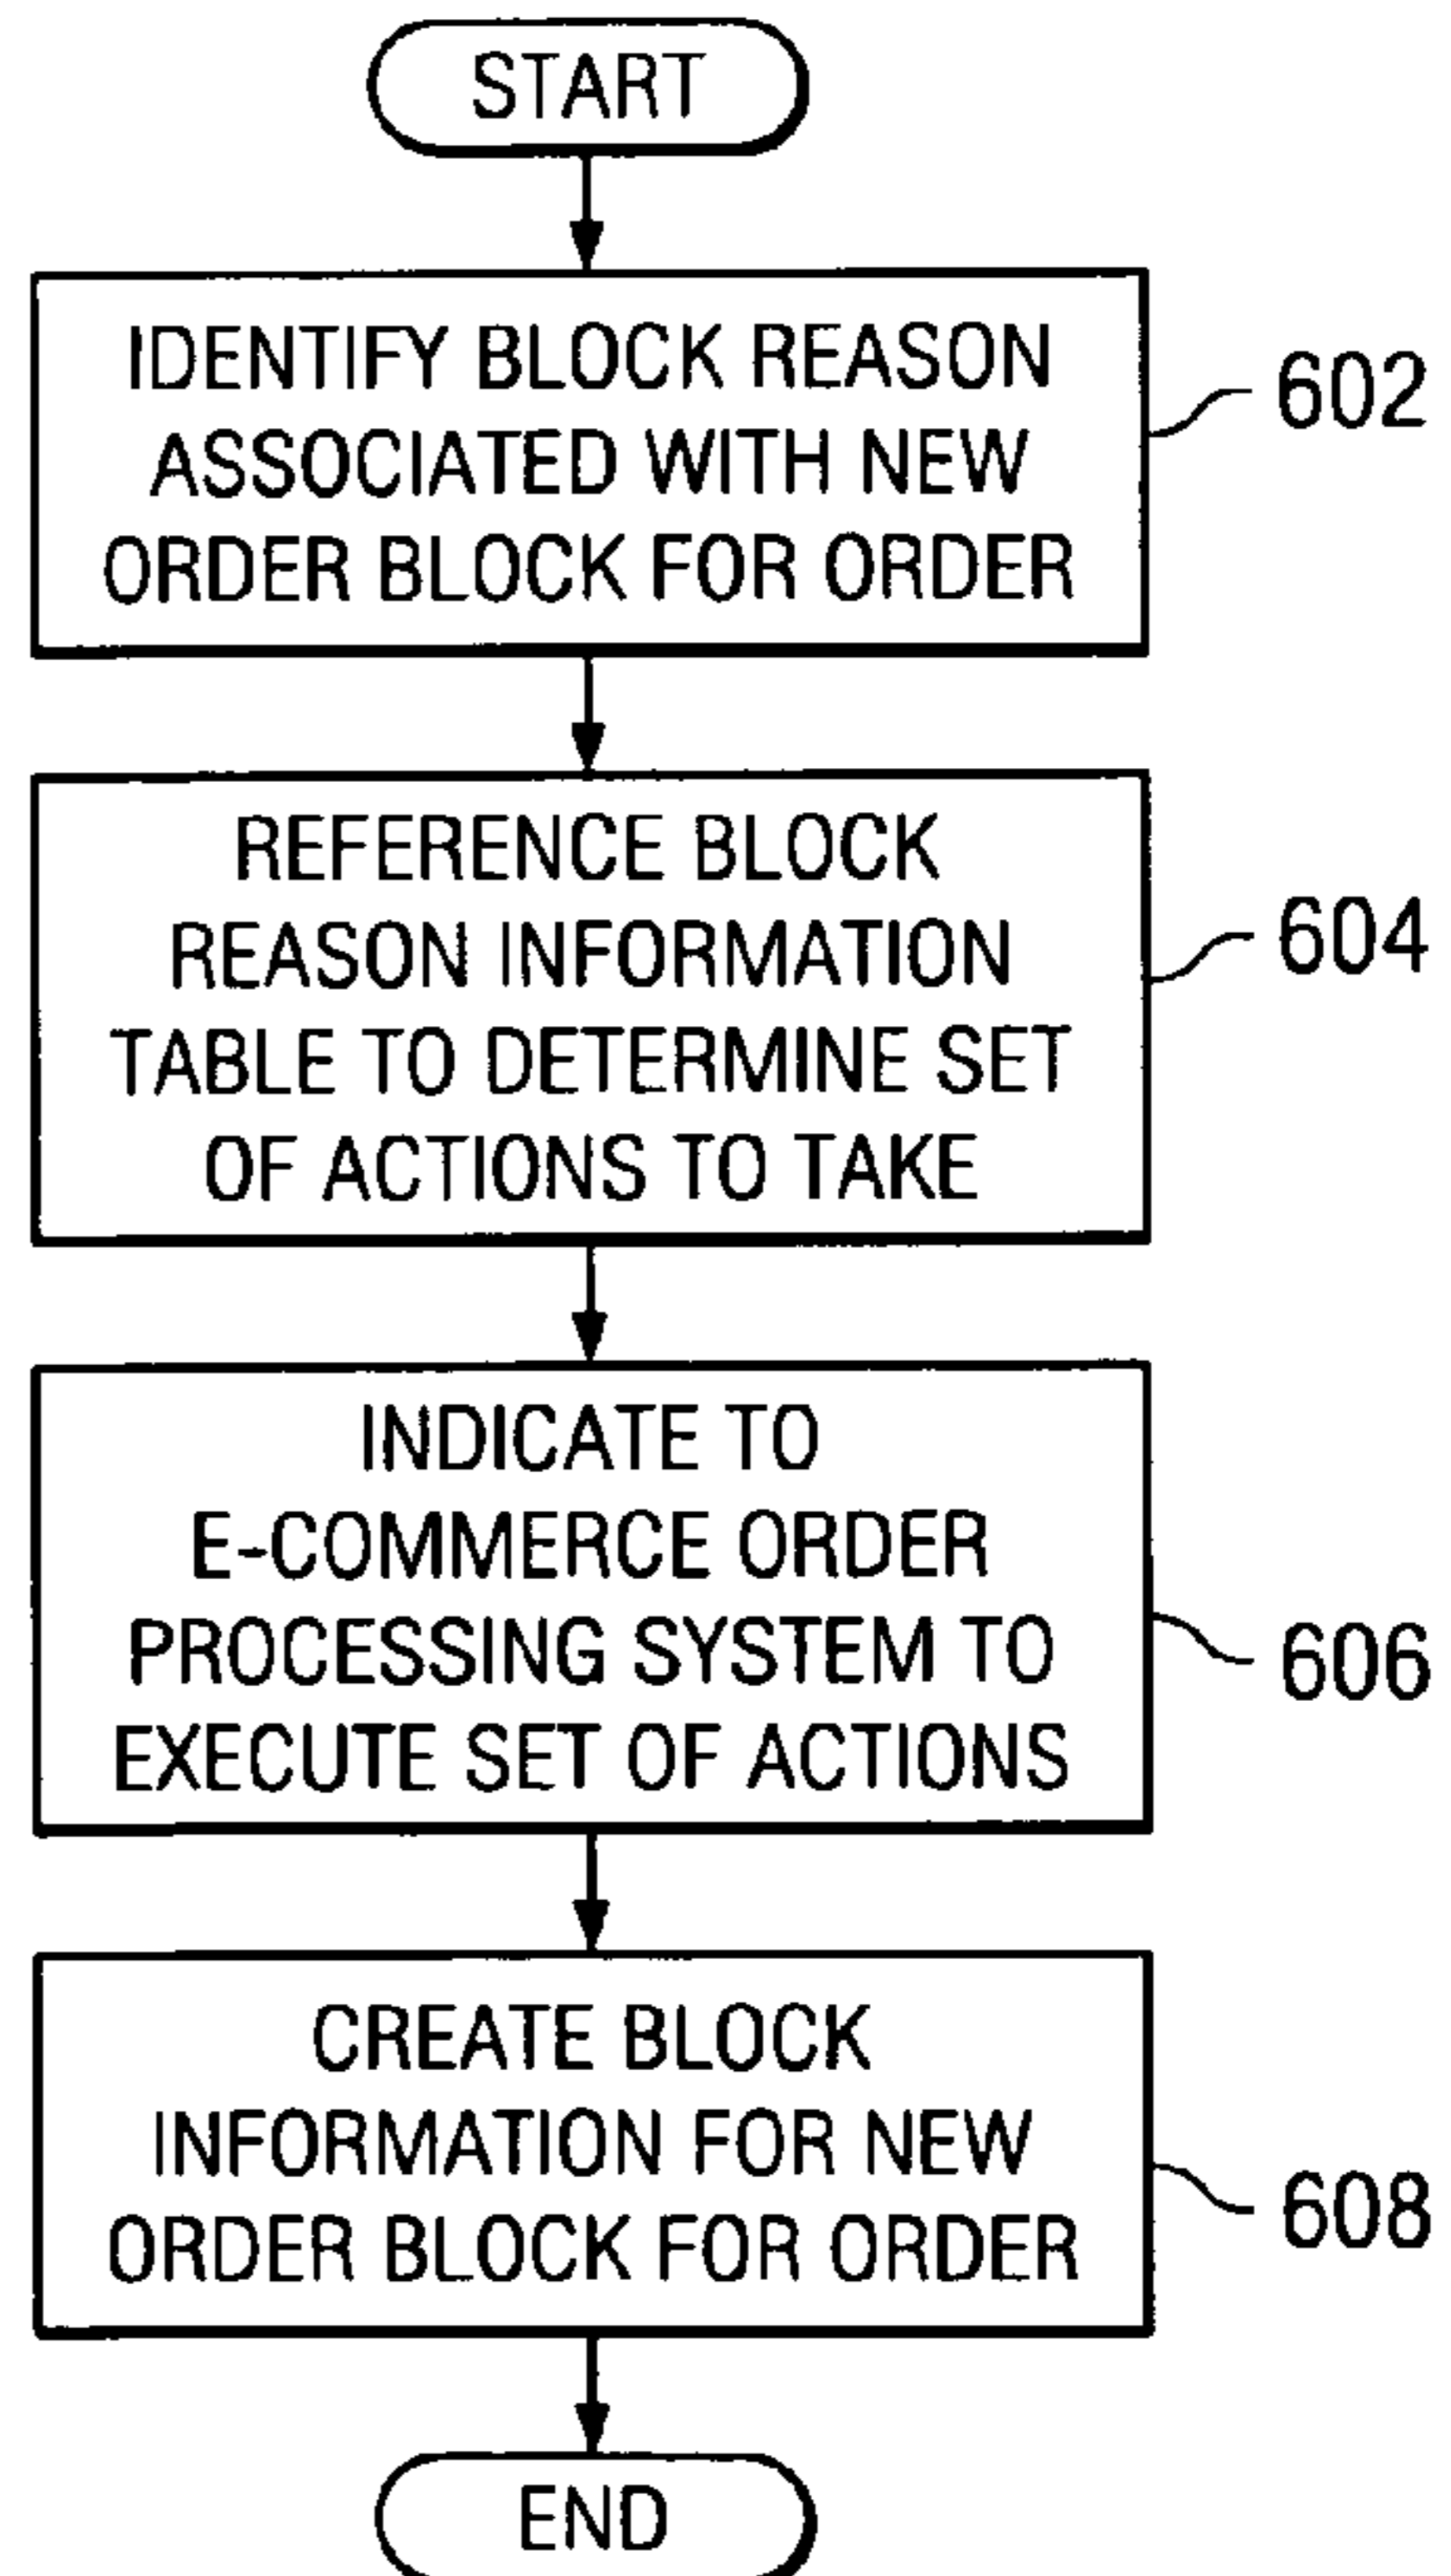 START
IDENTIFY BLOCK REASON
ASSOCIATED WITH NEW
ORDER BLOCK FOR ORDER
602
REFERENCE BLOCK
REASON INFORMATION
TABLE TO DETERMINE SET
OF ACTIONS TO TAKE
604
INDICATE TO
E-COMMERCE ORDER
PROCESSING SYSTEM TO
EXECUTE SET OF ACTIONS
606
CREATE BLOCK
INFORMATION FOR NEW
ORDER BLOCK FOR ORDER
608
END